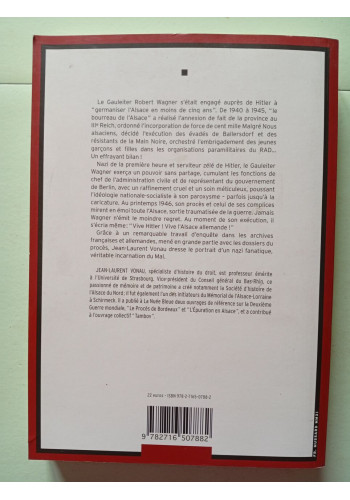 Le Gauleiter Robert Wagner s'était engagé auprès de Hitler à
"germaniser l'Alsace en moins de cinq ans". De 1940 à 1945, "le
bourreau de l'Alsace" a réalisé l'annexion de fait de la province au
IIIe Reich, ordonné l'incorporation de force de cent mille Malgré Nous
alsaciens, décidé l'exécution des évadés de Ballersdorf et des
résistants de la Main Noire, orchestré l'embrigadement des jeunes
garçons et filles dans les organisations paramilitaires du RAD...
Un effrayant bilan !
Nazi de la première heure et serviteur zélé de Hitler, le Gauleiter
Wagner exerça un pouvoir sans partage, cumulant les fonctions
de chef de l'administration civile et de représentant du gouvernement
de Berlin, avec un raffinement cruel et un soin méticuleux, poussant
l'idéologie nationale-socialiste à son paroxysme – parfois jusqu'à la
caricature. Au printemps 1946, son procès et celui de ses complices
mirent en émoi toute l'Alsace, sortie traumatisée de la guerre. Jamais
Wagner n'émit le moindre regret. Au moment de son exécution, il
s'écria même : "Vive Hitler ! Vive l'Alsace allemande !"
Grâce à un remarquable travail d'enquête dans les archives
françaises et allemandes, mené en grande partie avec les dossiers du
procès, Jean-Laurent Vonau dresse le portrait d'un nazi fanatique,
véritable incarnation du Mal.
JEAN-LAURENT VONAU, spécialiste d'histoire du droit, est professeur émérite
à l'Université de Strasbourg. Vice-président du Conseil général du Bas-Rhin, ce
passionné de mémoire et de patrimoine a créé notamment la Société d'histoire de
l'Alsace du Nord ; il fut également l'un des initiateurs du Mémorial de l'Alsace-Lorraine
à Schirmeck. Il a publié à La Nuée Bleue deux ouvrages de référence sur la Deuxième
Guerre mondiale, "Le Procès de Bordeaux" et "L'Épuration en Alsace", et a contribué
à l'ouvrage collectif "Tambov".
22 euros - ISBN 978-2-7165-0788-2
9 782716 507882